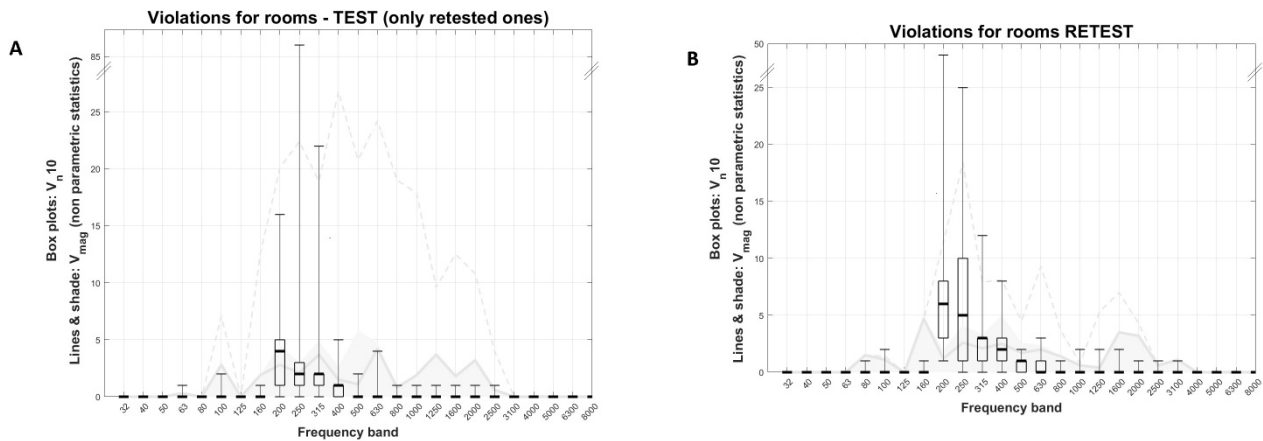 Violations for rooms - TEST (only retested ones)
A
Box plots: V_n10
Lines & shade: V_mag (non parametric statistics)
85
25
20
15
10
5
0
32 40 50 63 80 100 125 160 200 250 315 400 500 630 800 1000 1250 1600 2000 2500 3100 4000 5000 6300 8000
Frequency band
Violations for rooms RETEST
B
Box plots: V_n10
Lines & shade: V_mag (non parametric statistics)
50
25
20
15
10
5
0
32 40 50 63 80 100 125 160 200 250 315 400 500 630 800 1000 1250 1600 2000 2500 3100 4000 5000 6300 8000
Frequency band